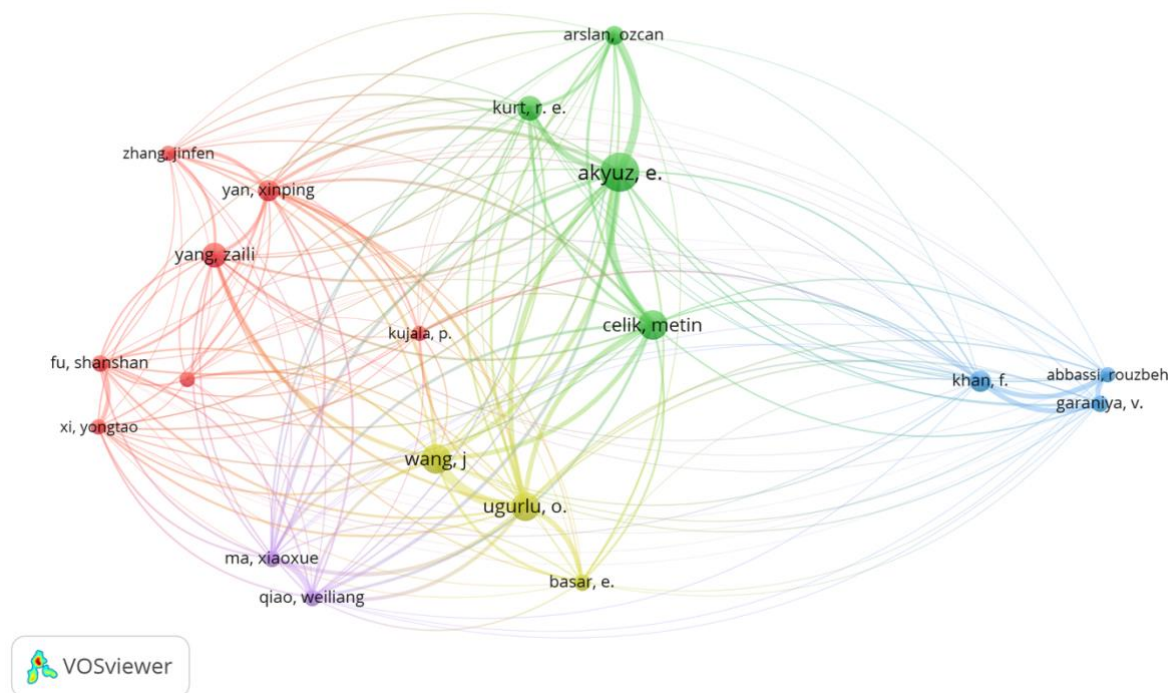 arslan, ozcan
kurt, r. e.
zhang, jinfen
akyuz, e.
yan, xinping
yang, zaili
celik, metin
kujala, p.
fu, shanshan
abbassi, rouzbeh
khan, f.
garaniya, v.
xi, yongtao
wang, j
ugurlu, o.
ma, xiaoxue
basar, e.
qiao, weiliang
VOSviewer